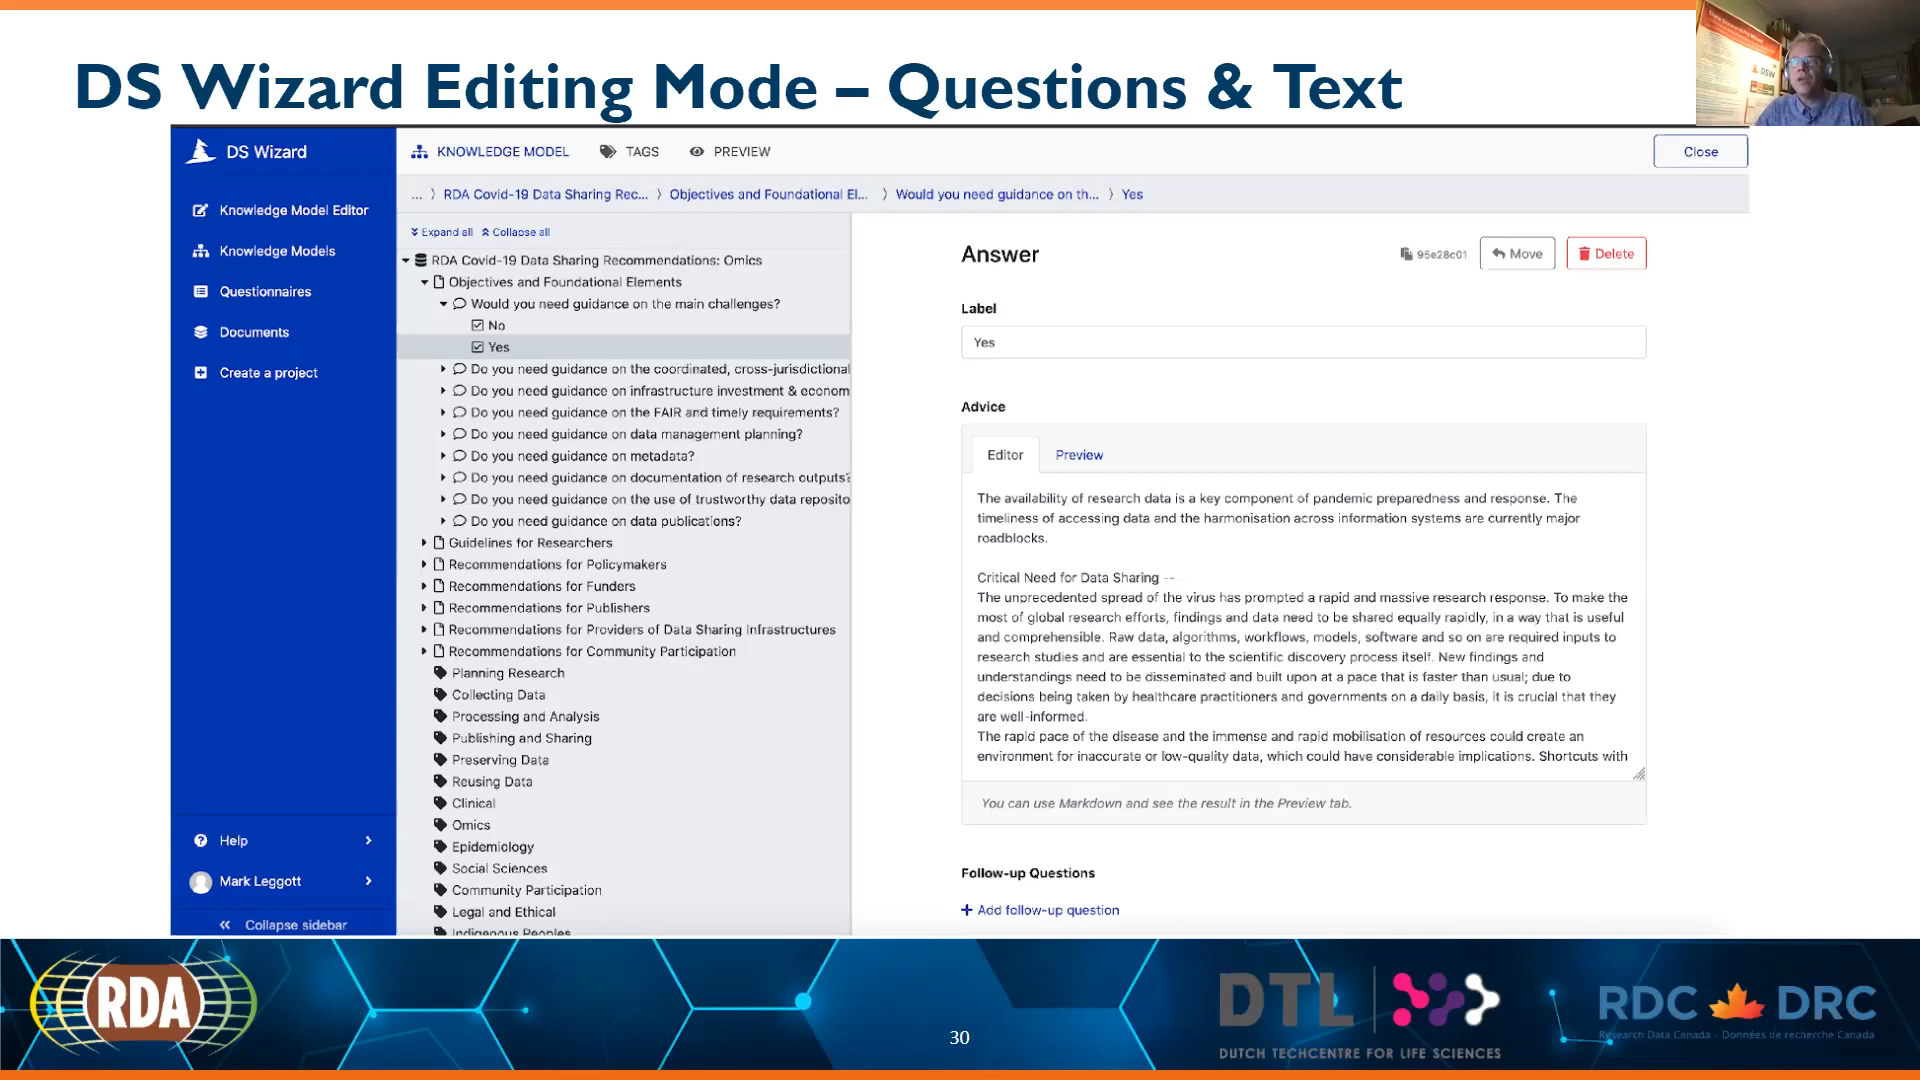 DS Wizard Editing Mode – Questions & Text
DSW
DS Wizard
Knowledge Model Editor
Knowledge Models
Questionnaires
Documents
Create a project
Help
Mark Leggott
Collapse sidebar
KNOWLEDGE MODEL
TAGS
PREVIEW
Close
... 〉 RDA Covid-19 Data Sharing Rec... 〉 Objectives and Foundational El... 〉 Would you need guidance on th... 〉 Yes
Expand all
Collapse all
RDA Covid-19 Data Sharing Recommendations: Omics
Objectives and Foundational Elements
Would you need guidance on the main challenges?
No
Yes
Do you need guidance on the coordinated, cross-jurisdictional
Do you need guidance on infrastructure investment & econom
Do you need guidance on the FAIR and timely requirements?
Do you need guidance on data management planning?
Do you need guidance on metadata?
Do you need guidance on documentation of research outputs?
Do you need guidance on the use of trustworthy data reposito
Do you need guidance on data publications?
Guidelines for Researchers
Recommendations for Policymakers
Recommendations for Funders
Recommendations for Publishers
Recommendations for Providers of Data Sharing Infrastructures
Recommendations for Community Participation
Planning Research
Collecting Data
Processing and Analysis
Publishing and Sharing
Preserving Data
Reusing Data
Clinical
Omics
Epidemiology
Social Sciences
Community Participation
Legal and Ethical
Indigenous Peoples
Answer
95e28c01
Move
Delete
Label
Yes
Advice
Editor
Preview
The availability of research data is a key component of pandemic preparedness and response. The
timeliness of accessing data and the harmonisation across information systems are currently major
roadblocks.
Critical Need for Data Sharing --
The unprecedented spread of the virus has prompted a rapid and massive research response. To make the
most of global research efforts, findings and data need to be shared equally rapidly, in a way that is useful
and comprehensible. Raw data, algorithms, workflows, models, software and so on are required inputs to
research studies and are essential to the scientific discovery process itself. New findings and
understandings need to be disseminated and built upon at a pace that is faster than usual; due to
decisions being taken by healthcare practitioners and governments on a daily basis, it is crucial that they
are well-informed.
The rapid pace of the disease and the immense and rapid mobilisation of resources could create an
environment for inaccurate or low-quality data, which could have considerable implications. Shortcuts with
You can use Markdown and see the result in the Preview tab.
Follow-up Questions
Add follow-up question
RDA
30
DTL
DUTCH TECHCENTRE FOR LIFE SCIENCES
RDC DRC
Research Data Canada - Données de recherche Canada